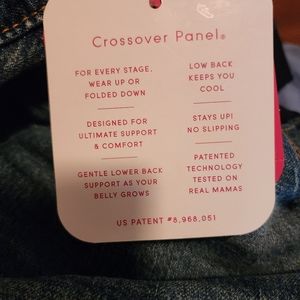 Crossover Panel®
FOR EVERY STAGE.
WEAR UP OR
FOLDED DOWN
DESIGNED FOR
ULTIMATE SUPPORT
& COMFORT
GENTLE LOWER BACK
SUPPORT AS YOUR
BELLY GROWS
LOW BACK
KEEPS YOU
COOL
STAYS UP!
NO SLIPPING
PATENTED
TECHNOLOGY
TESTED ON
REAL MAMAS
US PATENT #8,968,051